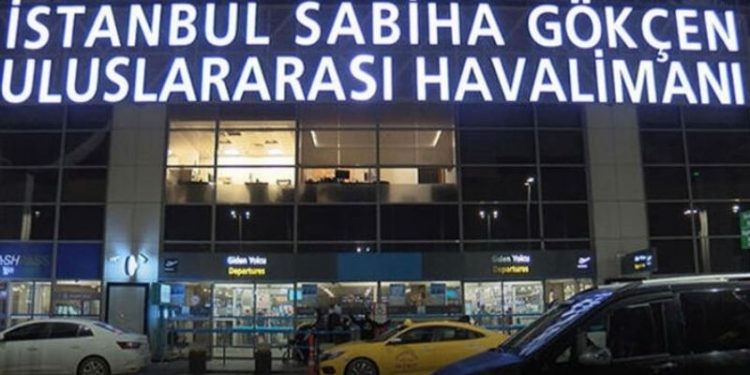 İSTANBUL SABİHA GÖKÇEN
ULUSLARARASI HAVALİMANI
Giden Yolcu
Departures
Giden Yolcu
Departures